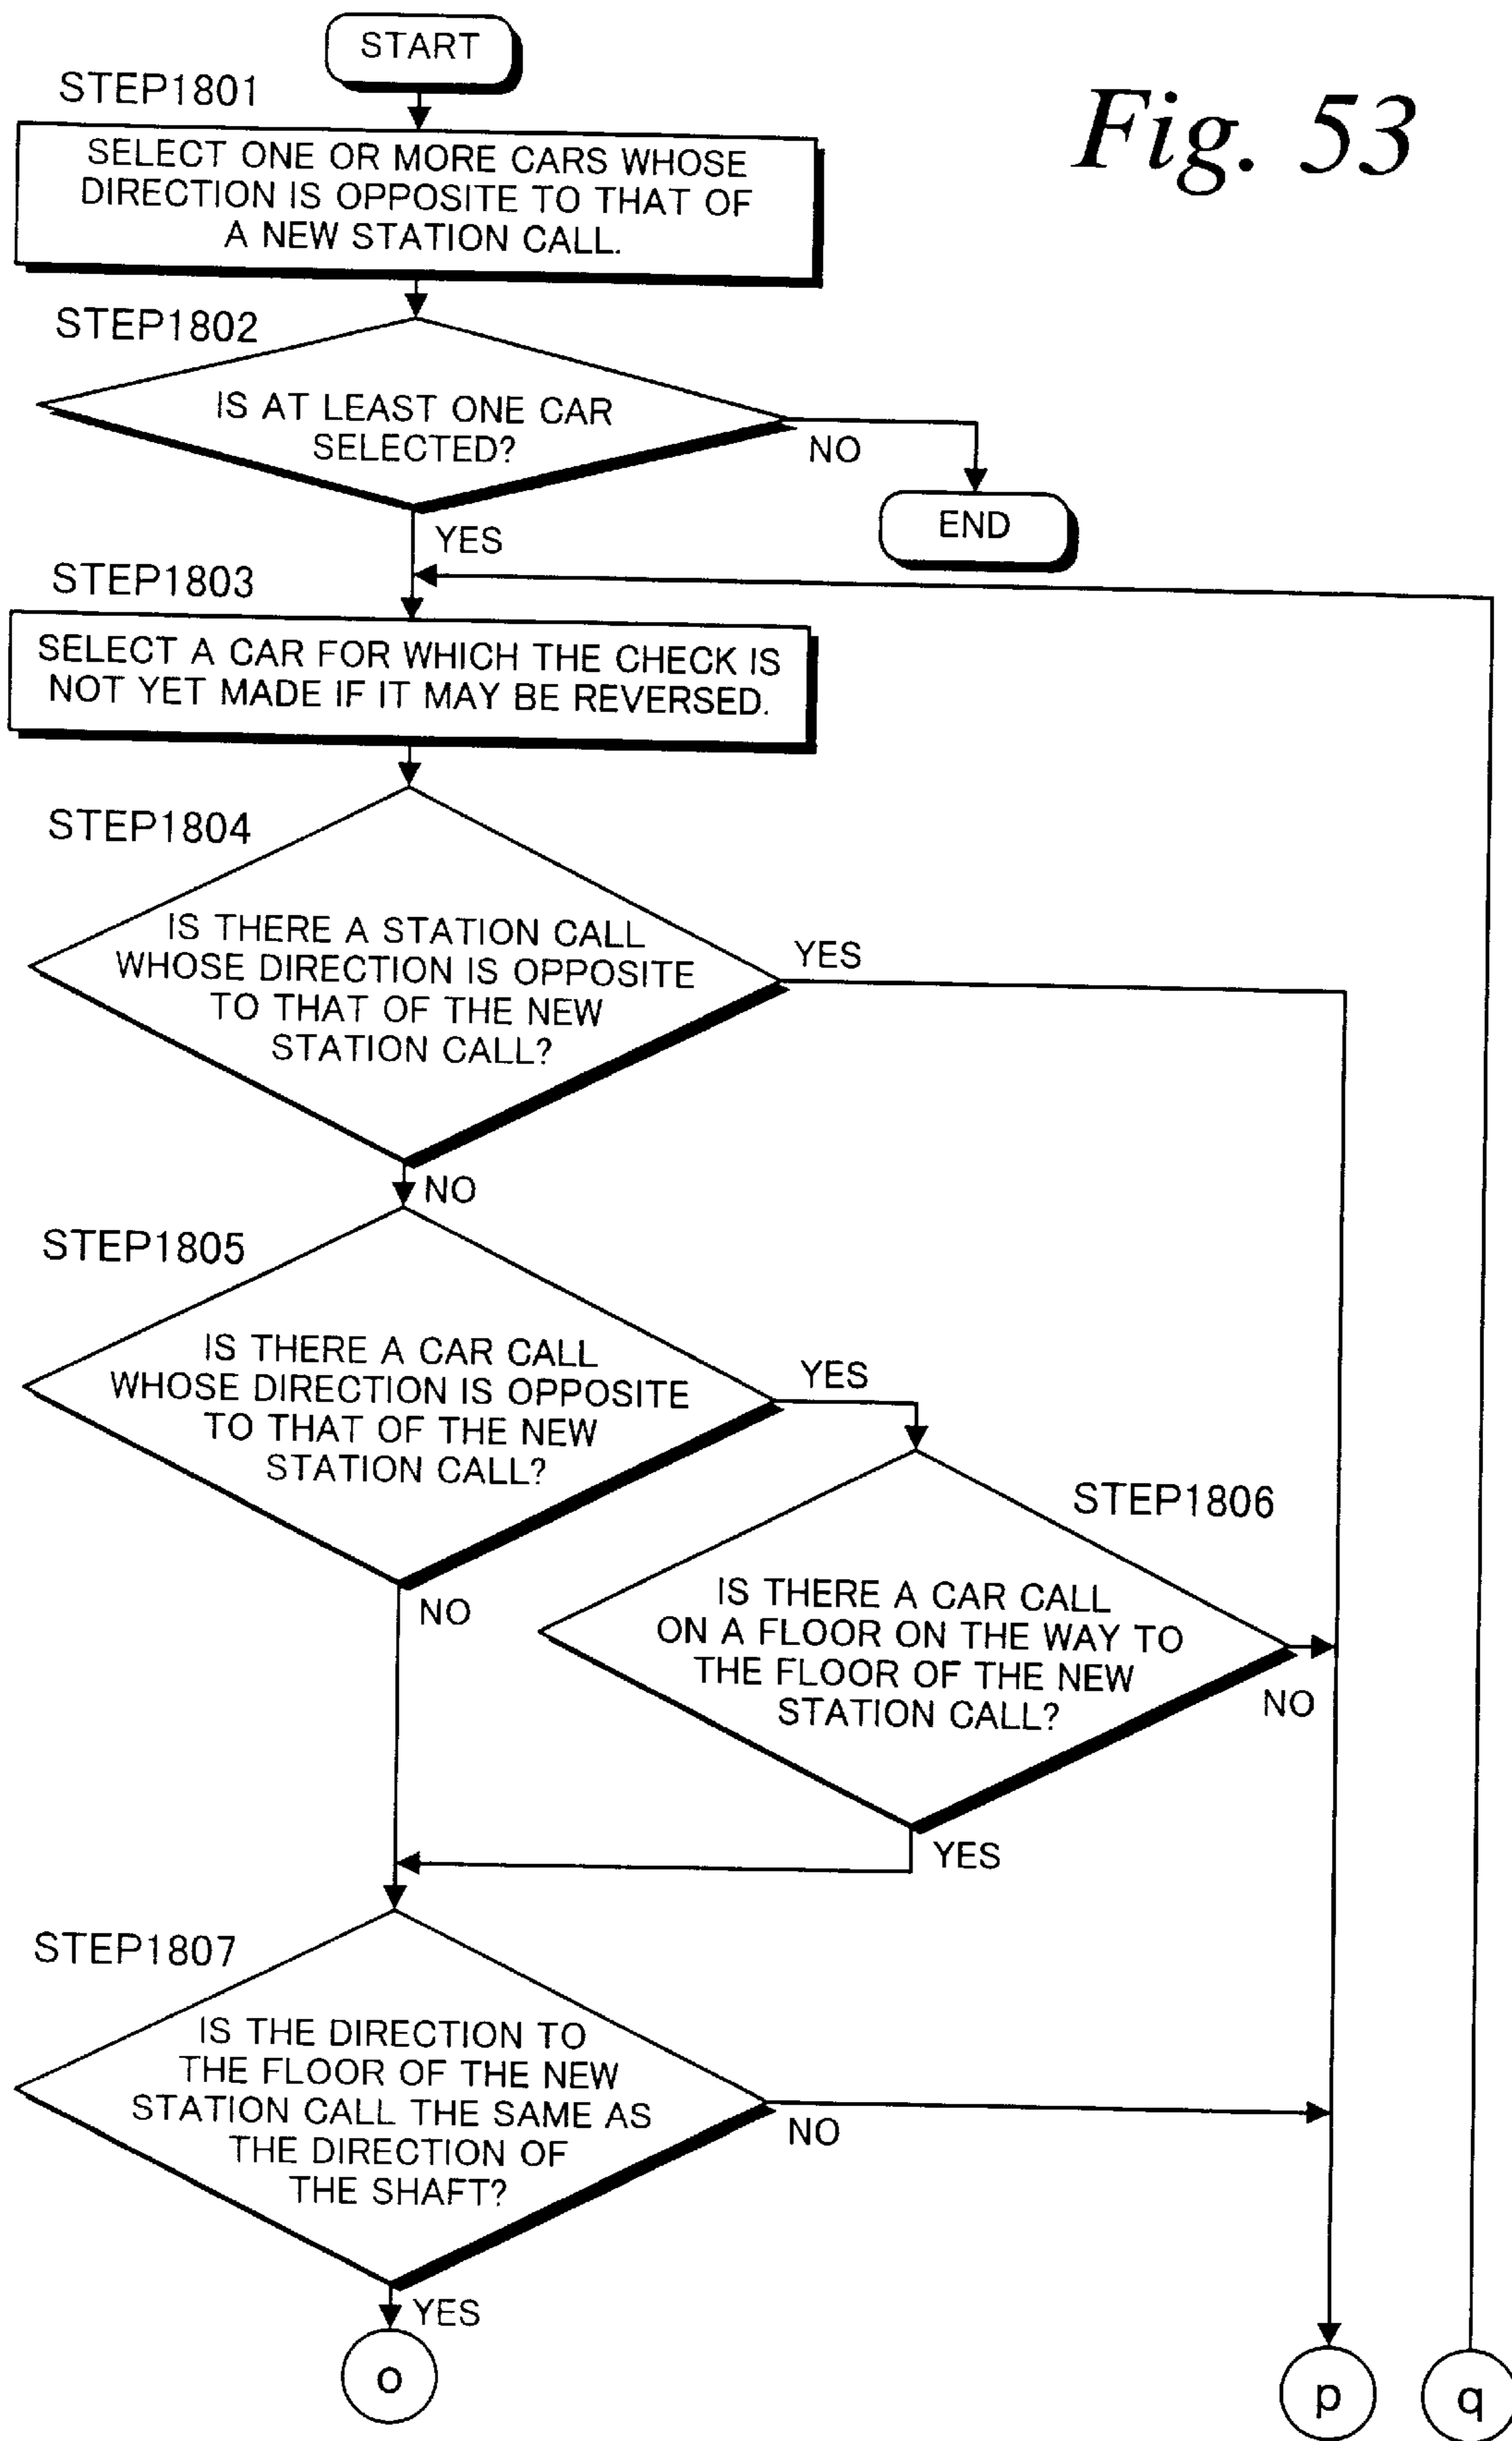 START
Fig. 53
STEP1801
SELECT ONE OR MORE CARS WHOSE
DIRECTION IS OPPOSITE TO THAT OF
A NEW STATION CALL.
STEP1802
IS AT LEAST ONE CAR
SELECTED?
NO
END
YES
STEP1803
SELECT A CAR FOR WHICH THE CHECK IS
NOT YET MADE IF IT MAY BE REVERSED.
STEP1804
IS THERE A STATION CALL
WHOSE DIRECTION IS OPPOSITE
TO THAT OF THE NEW
STATION CALL?
YES
NO
STEP1805
IS THERE A CAR CALL
WHOSE DIRECTION IS OPPOSITE
TO THAT OF THE NEW
STATION CALL?
YES
NO
STEP1806
IS THERE A CAR CALL
ON A FLOOR ON THE WAY TO
THE FLOOR OF THE NEW
STATION CALL?
NO
YES
STEP1807
IS THE DIRECTION TO
THE FLOOR OF THE NEW
STATION CALL THE SAME AS
THE DIRECTION OF
THE SHAFT?
NO
YES
o
p
q